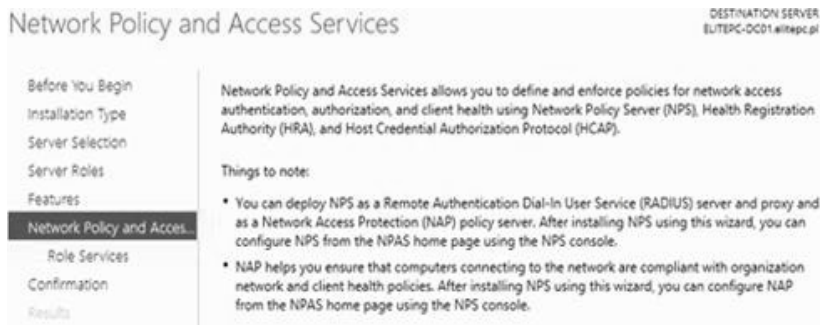 Network Policy and Access Services
DESTINATION SERVER
ELITEPC-DC01.elitepc.pl
Before You Begin
Installation Type
Server Selection
Server Roles
Features
Network Policy and Acces...
Role Services
Confirmation
Results
Network Policy and Access Services allows you to define and enforce policies for network access
authentication, authorization, and client health using Network Policy Server (NPS), Health Registration
Authority (HRA), and Host Credential Authorization Protocol (HCAP).
Things to note:
• You can deploy NPS as a Remote Authentication Dial-In User Service (RADIUS) server and proxy and
as a Network Access Protection (NAP) policy server. After installing NPS using this wizard, you can
configure NPS from the NPAS home page using the NPS console.
• NAP helps you ensure that computers connecting to the network are compliant with organization
network and client health policies. After installing NPS using this wizard, you can configure NAP
from the NPAS home page using the NPS console.